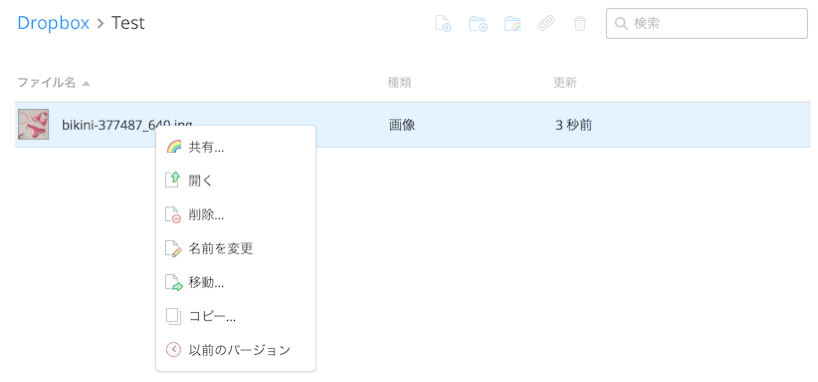 Dropbox > Test
検索
ファイル名 種類 更新
bikini-377487_640.jpg 画像 3 秒前
共有...
開く
削除...
名前を変更
移動...
コピー...
以前のバージョン